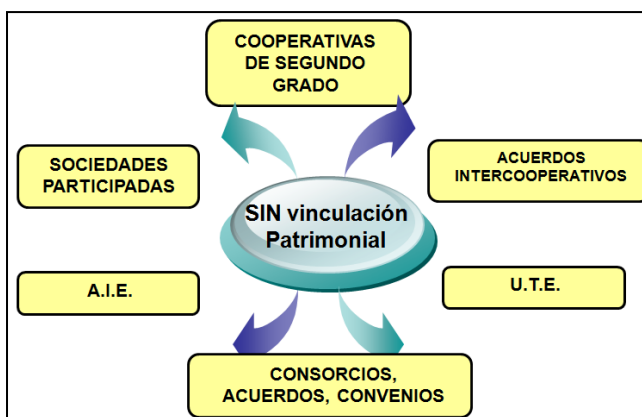 COOPERATIVAS
DE SEGUNDO
GRADO
SOCIEDADES
PARTICIPADAS
ACUERDOS
INTERCOOPERATIVOS
SIN vinculación
Patrimonial
A.I.E.
U.T.E.
CONSORCIOS,
ACUERDOS, CONVENIOS